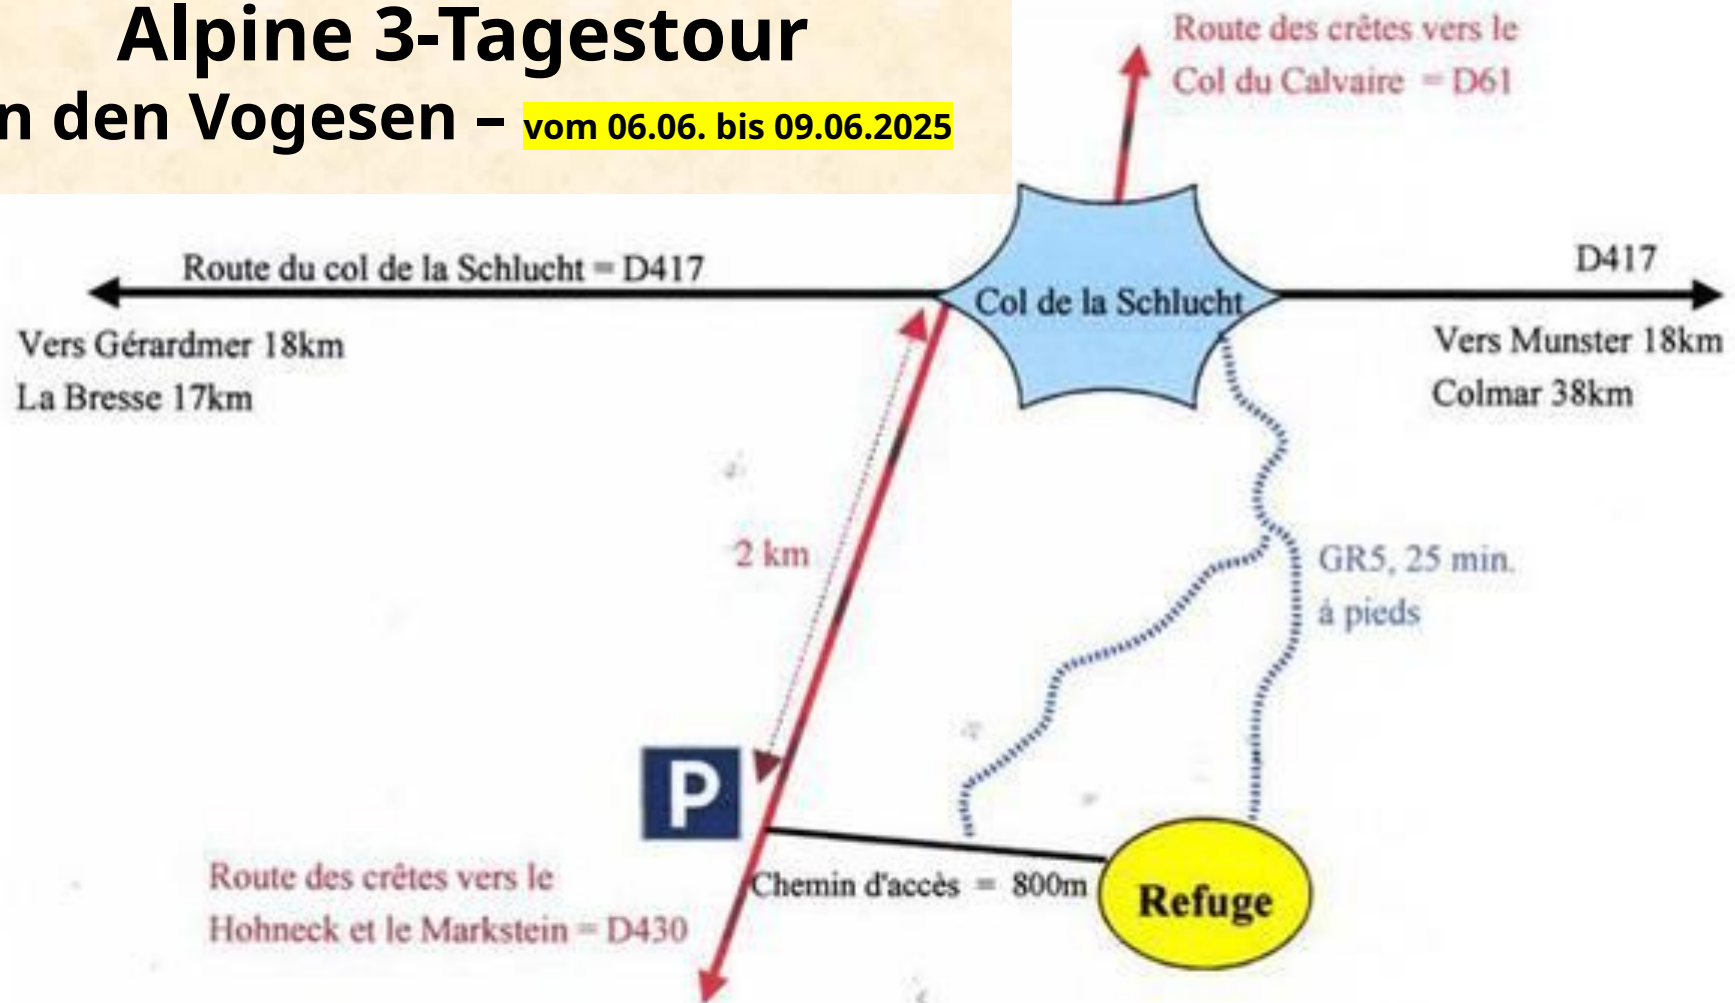 Alpine 3-Tagestour
n den Vogesen – vom 06.06. bis 09.06.2025
Route des crêtes vers le
Col du Calvaire = D61
Route du col de la Schlucht = D417
D417
Col de la Schlucht
Vers Gérardmer 18km
La Bresse 17km
Vers Munster 18km
Colmar 38km
2 km
GR5, 25 min.
à pieds
P
Chemin d'accès = 800m
Refuge
Route des crêtes vers le
Hohneck et le Markstein = D430